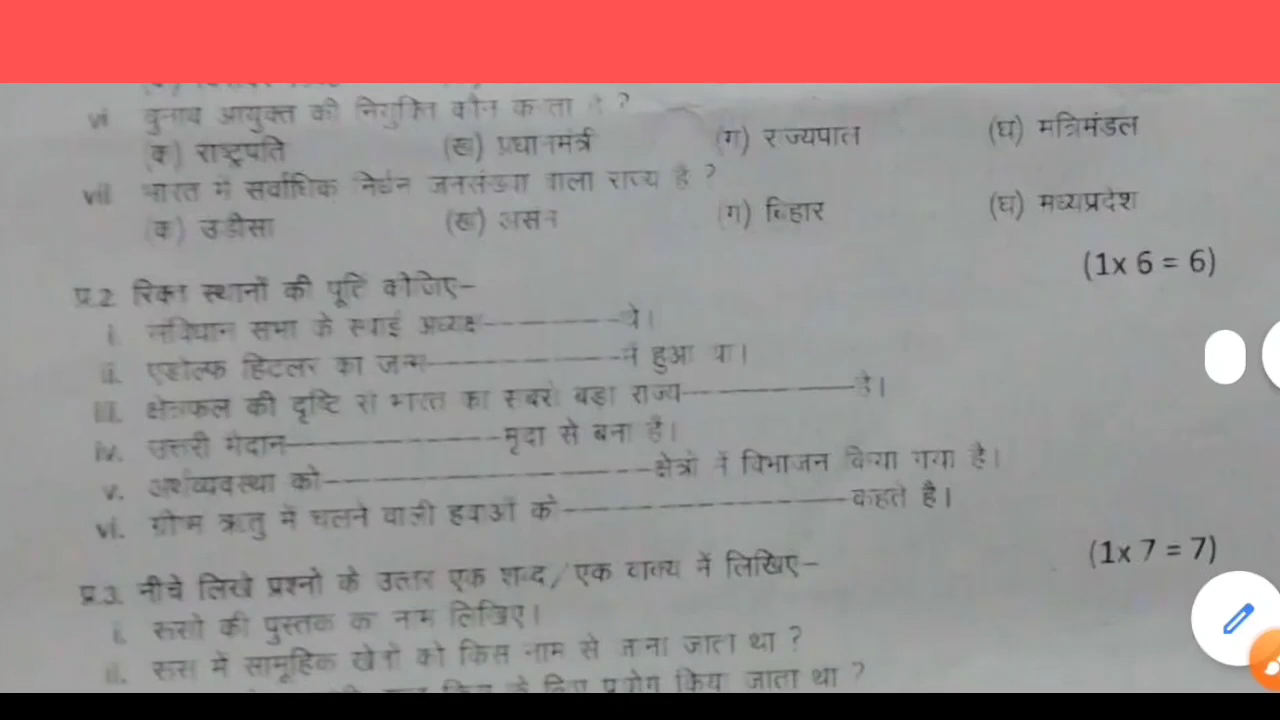 vi चुनाव आयुक्त की नियुक्ति कौन करता है ?
(क) राष्ट्रपति (ख) प्रधानमंत्री (ग) राज्यपाल (घ) मंत्रिमंडल
vii भारत में सर्वाधिक निर्धन जनसंख्या वाला राज्य है ?
(क) उडीसा (ख) असम (ग) बिहार (घ) मध्यप्रदेश
प्र.2 रिक्त स्थानों की पूर्ति कीजिए- (1x 6 = 6)
i. संविधान सभा के स्थाई अध्यक्ष----------थे।
ii. एडोल्फ हिटलर का जन्म--------------में हुआ था।
iii. क्षेत्रफल की दृष्टि से भारत का सबसे बड़ा राज्य------------है।
iv. उत्तरी मैदान---------------मृदा से बना है।
v. अर्थव्यवस्था को-----------------------क्षेत्रों में विभाजन किया गया है।
vi. ग्रीष्म ऋतु में चलने वाली हवाओं को--------------------कहते है।
प्र.3. नीचे लिखे प्रश्नो के उत्तर एक शब्द/एक वाक्य में लिखिए- (1x 7 = 7)
i. रूसो की पुस्तक का नाम लिखिए।
ii. रूस में सामूहिक खेतों को किस नाम से जाना जाता था ?
किस के लिए प्रयोग किया जाता था ?